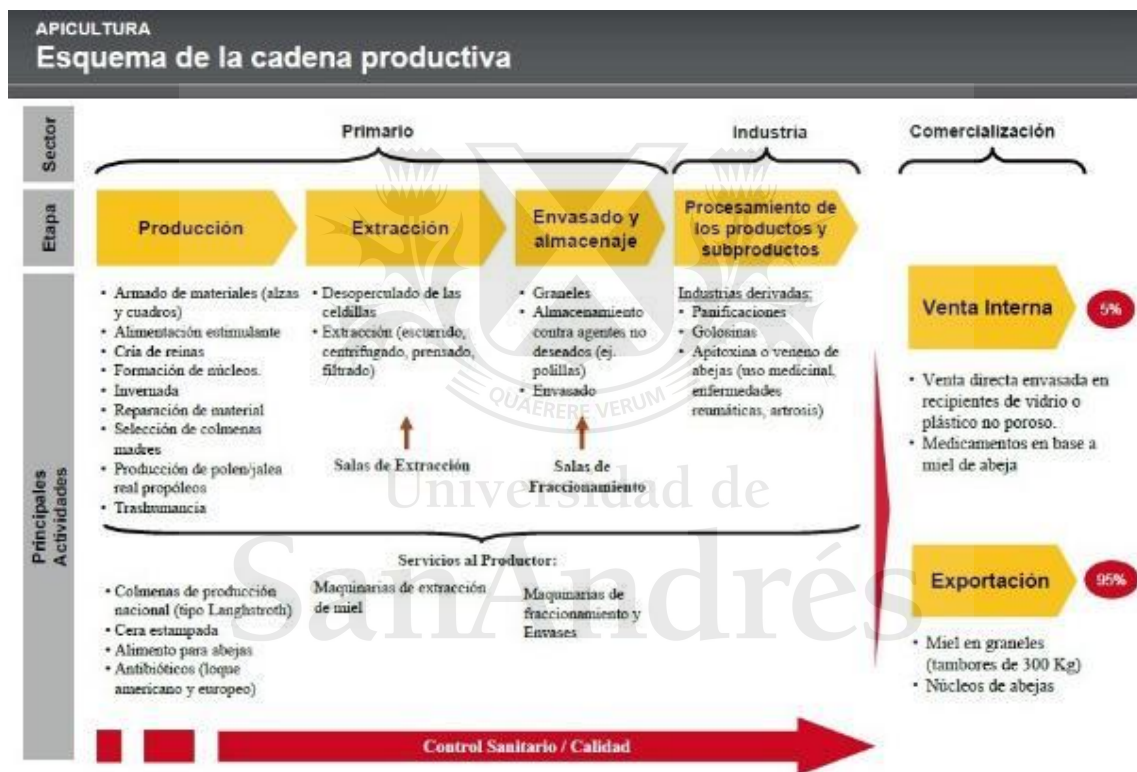 APICULTURA
Esquema de la cadena productiva
Sector
Primario
Industria
Comercialización
Etapa
Producción
Extracción
Envasado y
almacenaje
Procesamiento de
los productos y
subproductos
Principales
Actividades
• Armado de materiales (alzas
y cuadros)
• Alimentación estimulante
• Cría de reinas
• Formación de núcleos.
• Invernada
• Reparación de material
• Selección de colmenas
madres
• Producción de polen/jalea
real propóleos
• Trashumancia
• Desoperculado de las
celdillas
• Extracción (escurrido,
centrifugado, prensado,
filtrado)
Salas de Extracción
• Graneles
• Almacenamiento
contra agentes no
deseados (ej.
polillas)
• Envasado
Salas de
Fraccionamiento
Industrias derivadas:
• Panificaciones
• Golosinas
• Apitoxina o veneno de
abejas (uso medicinal,
enfermedades
reumáticas, artrosis)
Servicios al Productor:
• Colmenas de producción
nacional (tipo Langhstroth)
• Cera estampada
• Alimento para abejas
• Antibióticos (loque
americano y europeo)
Maquinarias de extracción
de miel
Maquinarias de
fraccionamiento y
Envases
Venta Interna
5%
• Venta directa envasada en
recipientes de vidrio o
plástico no poroso.
• Medicamentos en base a
miel de abeja
Exportación
95%
• Miel en graneles
(tambores de 300 Kg)
• Núcleos de abejas
Control Sanitario / Calidad
QUAERERE VERUM
Universidad de
SanAndrés